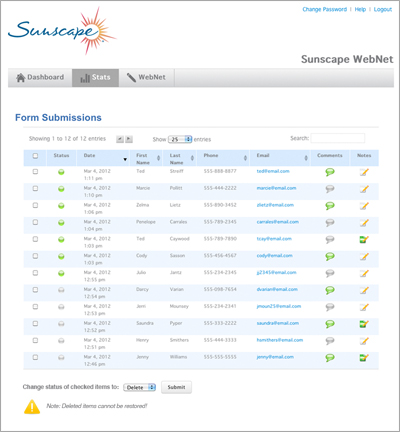 Change Password | Help | Logout
Sunscape
Sunscape WebNet
Dashboard Stats WebNet
Form Submissions
Showing 1 to 12 of 12 entries Show 25 entries Search:
Status Date First Name Last Name Phone Email Comments Notes
Mar 4, 2012 1:11 pm Ted Streiff 555-888-8877 ted@email.com
Mar 4, 2012 1:10 pm Marcie Pollitt 555-444-2222 marcie@email.com
Mar 4, 2012 1:06 pm Zelma Lietz 555-890-3452 zlietz@email.com
Mar 4, 2012 1:04 pm Penelope Carrales 555-789-2345 carrales@email.com
Mar 4, 2012 1:03 pm Ted Caywood 555-789-7890 tcay@email.com
Mar 4, 2012 1:03 pm Cody Sasson 555-456-4567 cody@email.com
Mar 4, 2012 12:55 pm Julio Jantz 555-234-2345 jj2345@email.com
Mar 4, 2012 12:54 pm Darcy Varian 555-098-7654 dvarian@email.com
Mar 4, 2012 12:53 pm Jerri Mounsey 555-234-2341 jmoun25@email.com
Mar 4, 2012 12:52 pm Saundra Pyper 555-333-2222 saundra@email.com
Mar 4, 2012 12:51 pm Henry Smithers 555-444-3333 hsmithers@email.com
Mar 4, 2012 12:46 pm Jenny Williams 555-555-5555 jenny@email.com
Change status of checked items to: Delete Submit
Note: Deleted items cannot be restored!